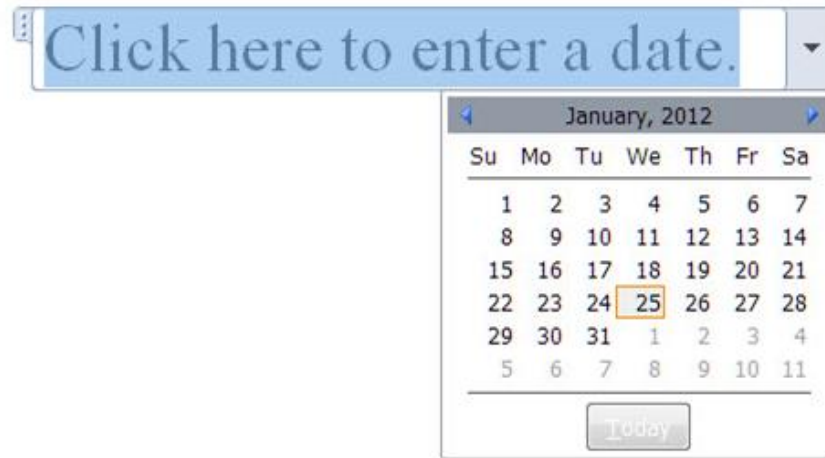 Click here to enter a date.
January, 2012
Su Mo Tu We Th Fr Sa
1 2 3 4 5 6 7
8 9 10 11 12 13 14
15 16 17 18 19 20 21
22 23 24 25 26 27 28
29 30 31 1 2 3 4
5 6 7 8 9 10 11
Today